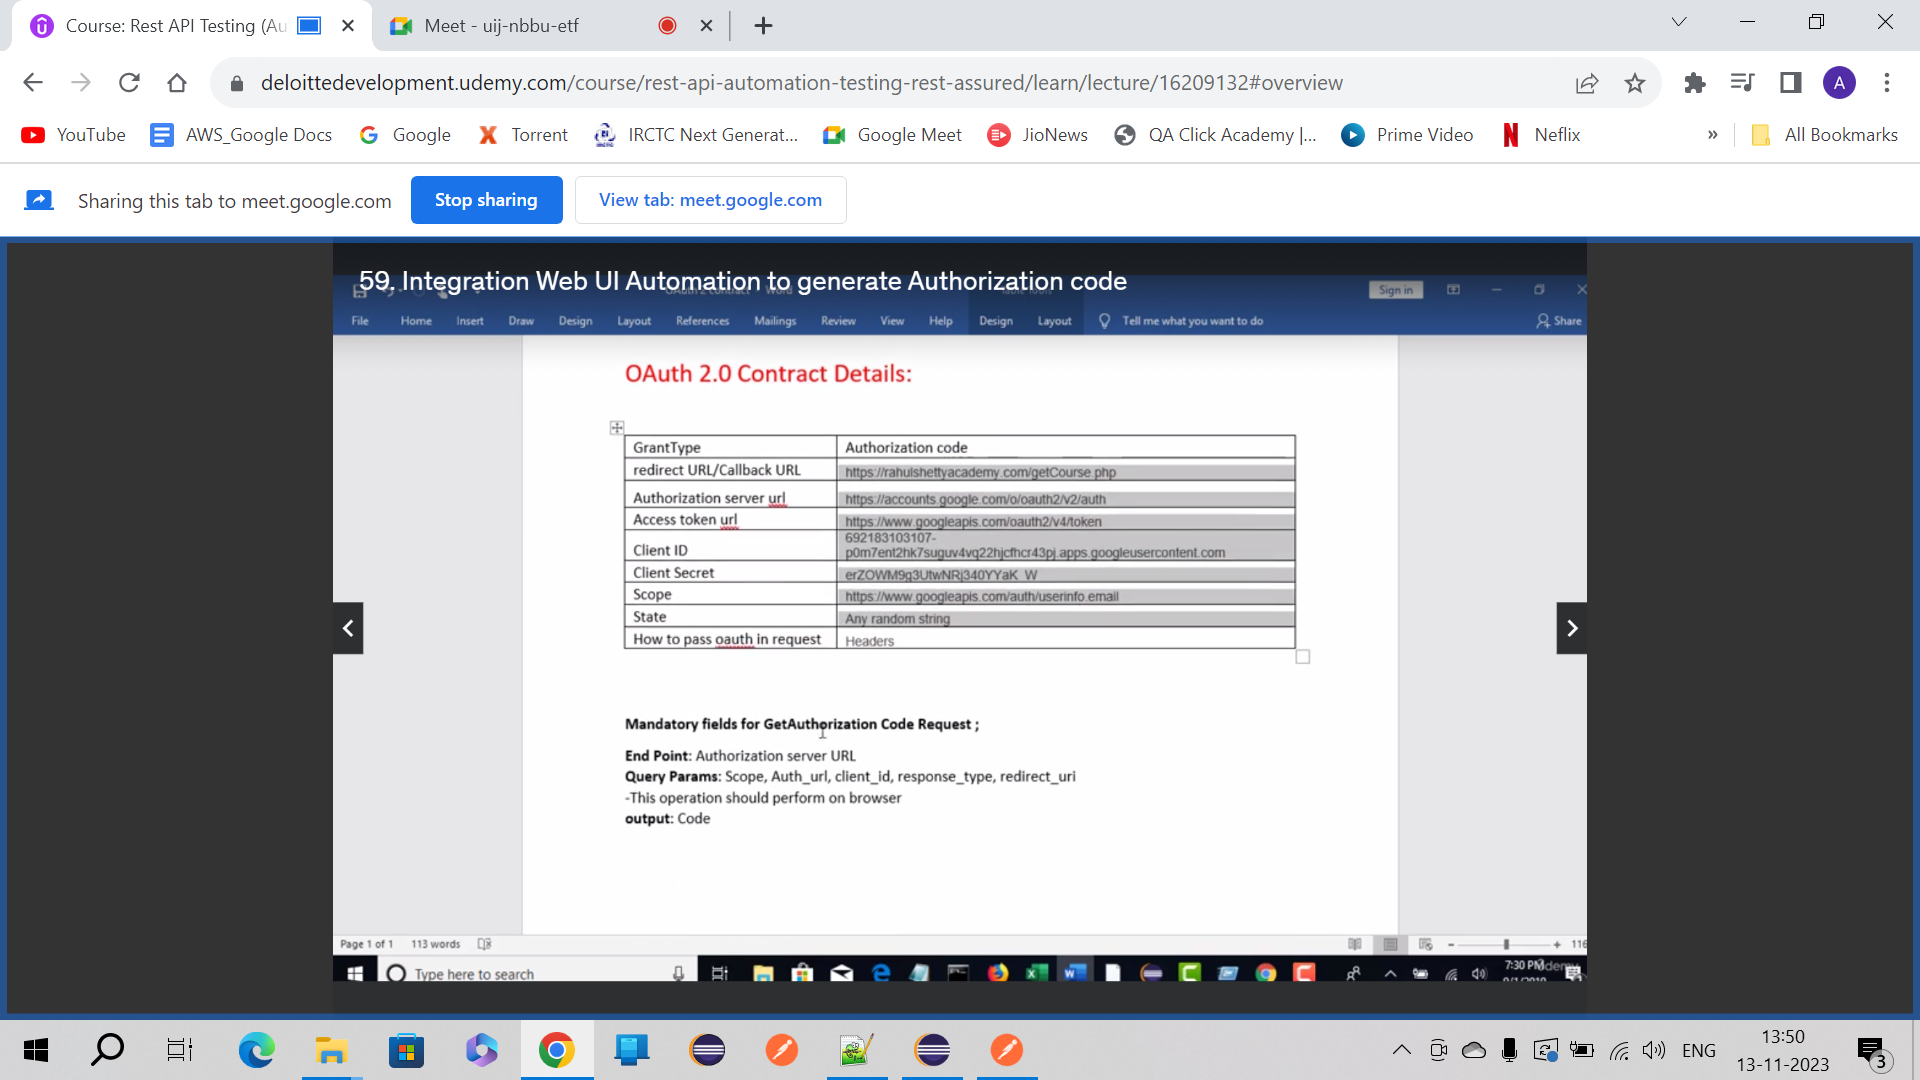 Course: Rest API Testing (Au
Meet - uij-nbbu-etf
deloittedevelopment.udemy.com/course/rest-api-automation-testing-rest-assured/learn/lecture/16209132#overview
A
YouTube
AWS_Google Docs
Google
Torrent
IRCTC Next Generat...
Google Meet
JioNews
QA Click Academy |...
Prime Video
Neflix
»
All Bookmarks
Sharing this tab to meet.google.com
Stop sharing
View tab: meet.google.com
59. Integration Web UI Automation to generate Authorization code
Sign in
File Home Insert Draw Design Layout References Mailings Review View Help Design Layout Tell me what you want to do Share
OAuth 2.0 Contract Details:
GrantType Authorization code
redirect URL/Callback URL https://rahulshettyacademy.com/getCourse.php
Authorization server url https://accounts.google.com/o/oauth2/v2/auth
Access token url https://www.googleapis.com/oauth2/v4/token
Client ID 692183103107-
p0m7ent2hk7suguv4vq22hjcfhcr43pj.apps.googleusercontent.com
Client Secret erZOWM9g3UtwNRj340YYaK_W
Scope https://www.googleapis.com/auth/userinfo.email
State Any random string
How to pass oauth in request Headers
Mandatory fields for GetAuthorization Code Request ;
End Point: Authorization server URL
Query Params: Scope, Auth_url, client_id, response_type, redirect_uri
-This operation should perform on browser
output: Code
Page 1 of 1 113 words
116
Type here to search
7:30 PM
ENG
13:50
13-11-2023
3